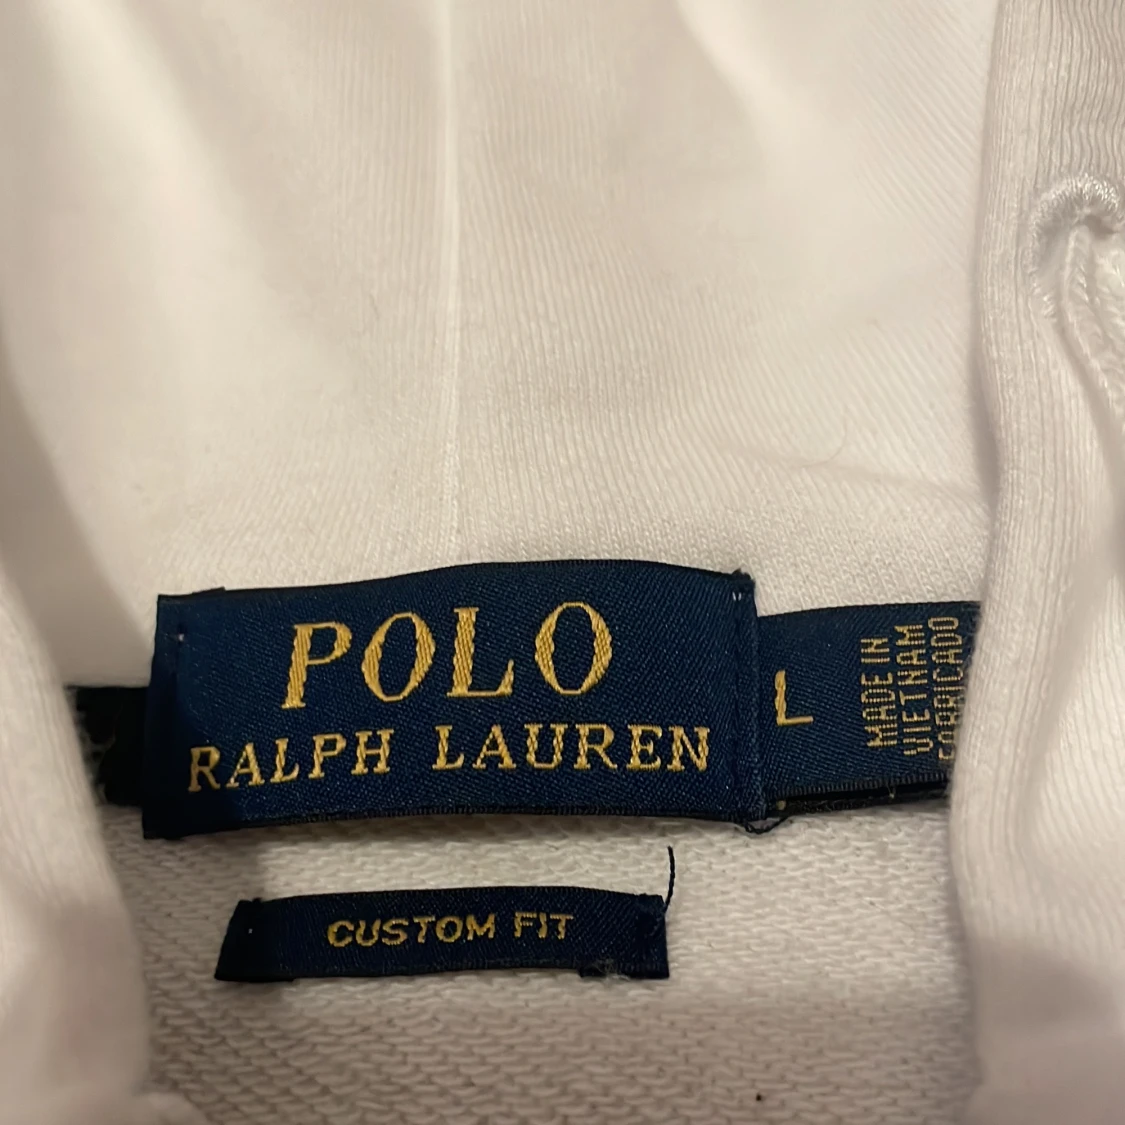 POLO
RALPH LAUREN
L
MADE IN
VIETNAM
FABRICADO
CUSTOM FIT